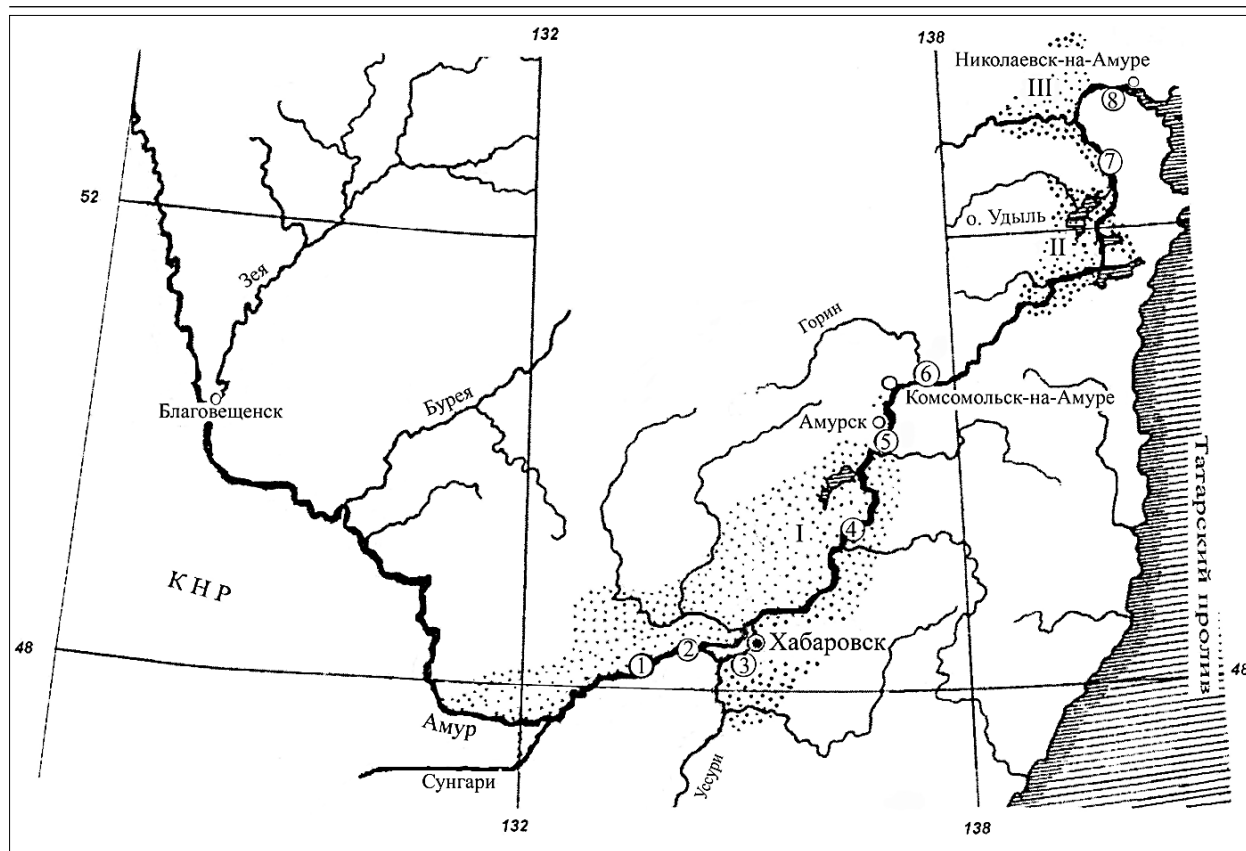 132
138
Николаевск-на-Амуре
III
8
7
52
о. Удыль
II
Зея
Горин
6
Благовещенск
Бурея
Комсомольск-на-Амуре
Амурск
5
Татарский пролив
I
4
КНР
Хабаровск
48
1
2
3
48
Амур
Сунгари
Уссури
132
138